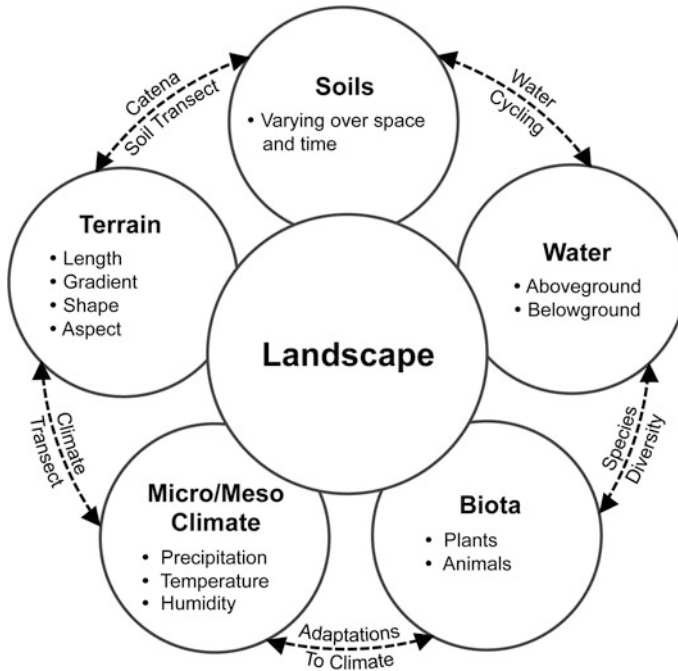 Catena
Soil Transect
Soils
• Varying over space
and time
Water
Cycling
Terrain
• Length
• Gradient
• Shape
• Aspect
Water
• Aboveground
• Belowground
Landscape
Climate
Transect
Species
Diversity
Micro/Meso
Climate
• Precipitation
• Temperature
• Humidity
Biota
• Plants
• Animals
Adaptations
To Climate